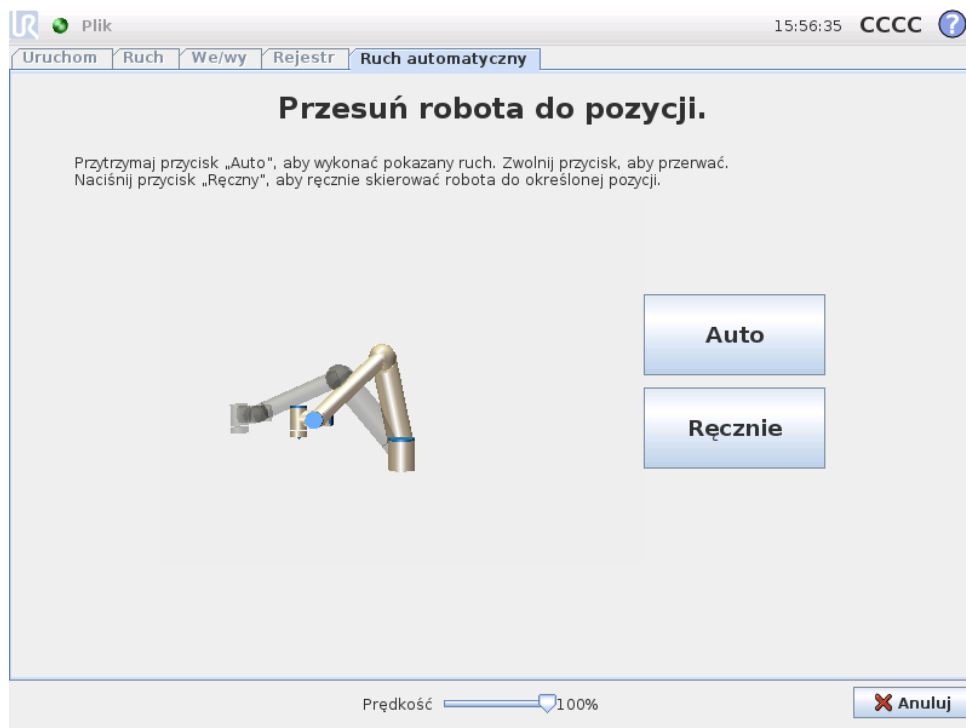 UR Plik 15:56:35 CCCC ?
Uruchom Ruch We/wy Rejestr Ruch automatyczny
Przesuń robota do pozycji.
Przytrzymaj przycisk „Auto”, aby wykonać pokazany ruch. Zwolnij przycisk, aby przerwać.
Naciśnij przycisk „Ręczny”, aby ręcznie skierować robota do określonej pozycji.
Auto
Ręcznie
Prędkość 100% Anuluj